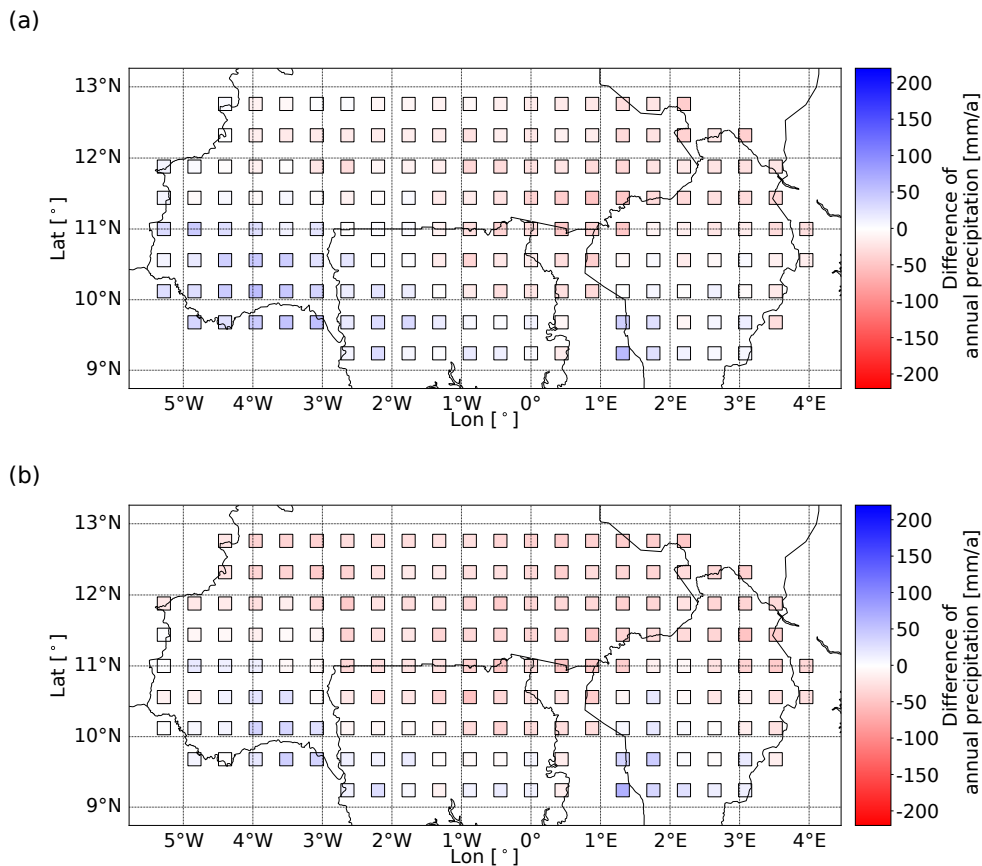 (a)
13°N
12°N
11°N
10°N
9°N
Lat [°]
5°W 4°W 3°W 2°W 1°W 0° 1°E 2°E 3°E 4°E
Lon [°]
200
150
100
50
0
-50
-100
-150
-200
Difference of
annual precipitation [mm/a]
(b)
13°N
12°N
11°N
10°N
9°N
Lat [°]
5°W 4°W 3°W 2°W 1°W 0° 1°E 2°E 3°E 4°E
Lon [°]
200
150
100
50
0
-50
-100
-150
-200
Difference of
annual precipitation [mm/a]